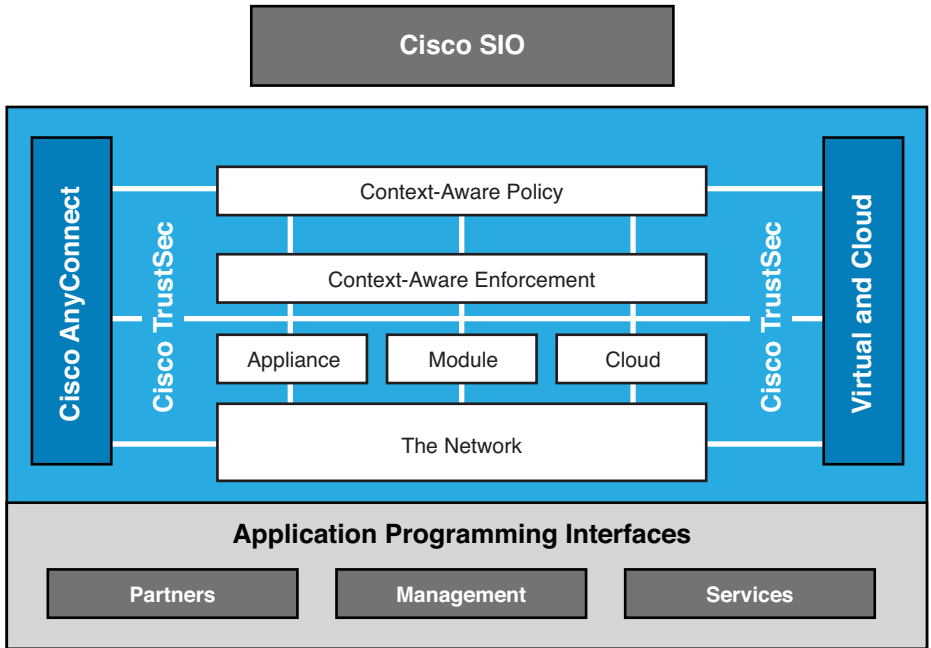 Cisco SIO
Cisco AnyConnect
Cisco TrustSec
Context-Aware Policy
Context-Aware Enforcement
Appliance
Module
Cloud
The Network
Cisco TrustSec
Virtual and Cloud
Application Programming Interfaces
Partners
Management
Services